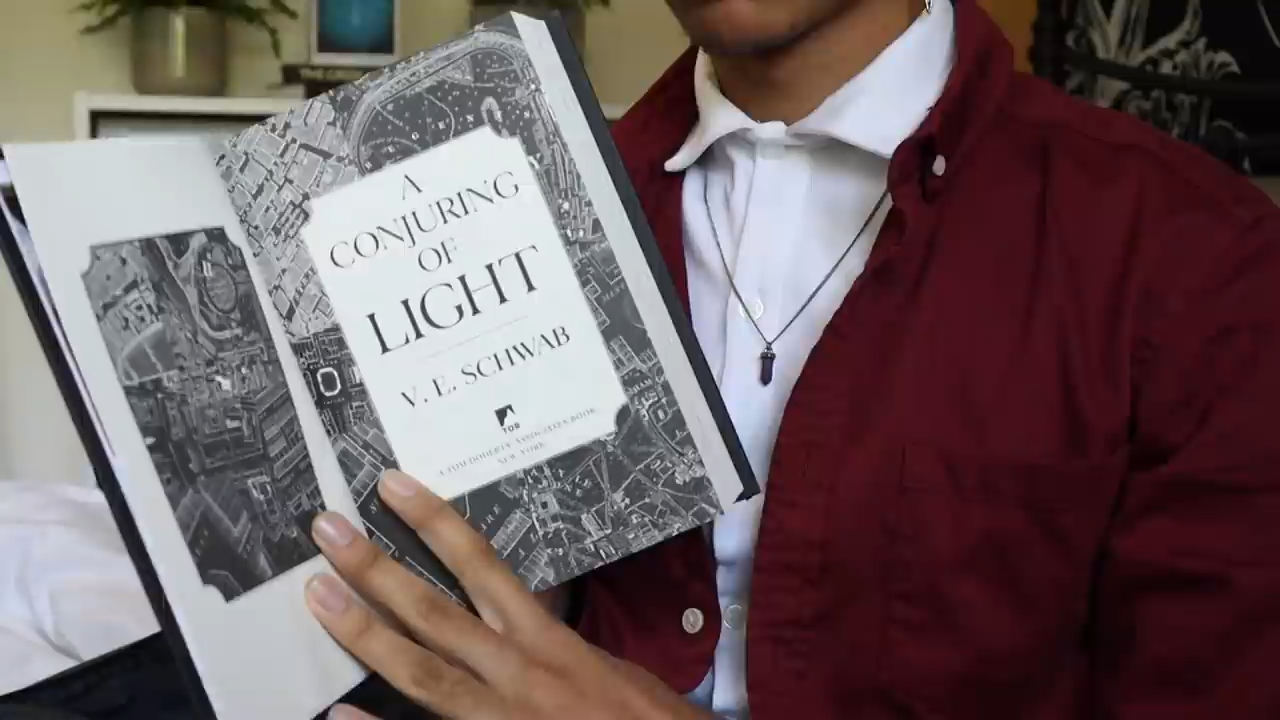 A
CONJURING
OF
LIGHT
V. E. SCHWAB
TOR
A TOM DOHERTY ASSOCIATES BOOK
NEW YORK